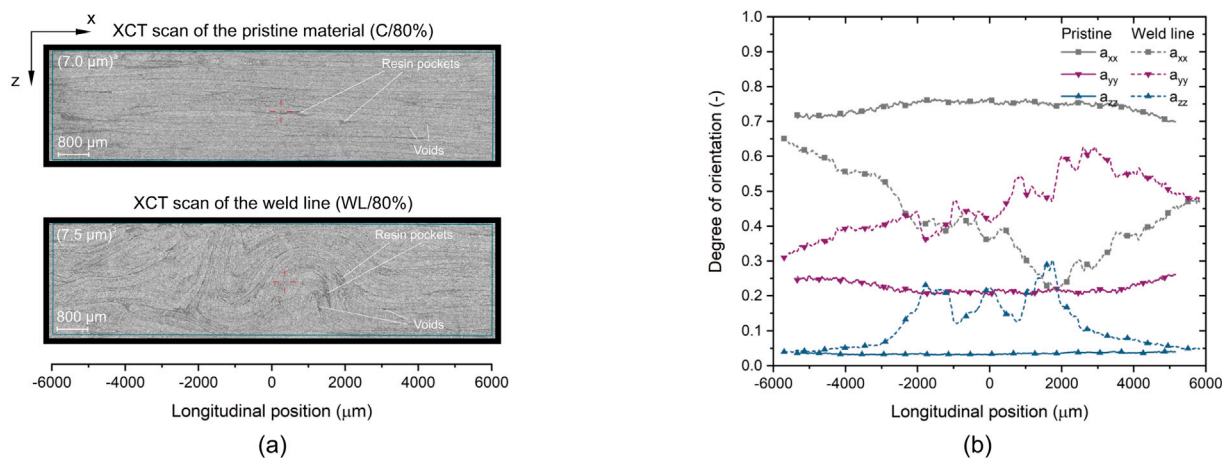 x
z
XCT scan of the pristine material (C/80%)
(7.0 μm)³
Resin pockets
800 μm
Voids
XCT scan of the weld line (WL/80%)
(7.5 μm)³
Resin pockets
800 μm
Voids
-6000 -4000 -2000 0 2000 4000 6000
Longitudinal position (μm)
(a)
Degree of orientation (-)
1.0
0.9
0.8
0.7
0.6
0.5
0.4
0.3
0.2
0.1
0.0
Pristine Weld line
axx axx
ayy ayy
azz azz
-6000 -4000 -2000 0 2000 4000 6000
Longitudinal position (μm)
(b)